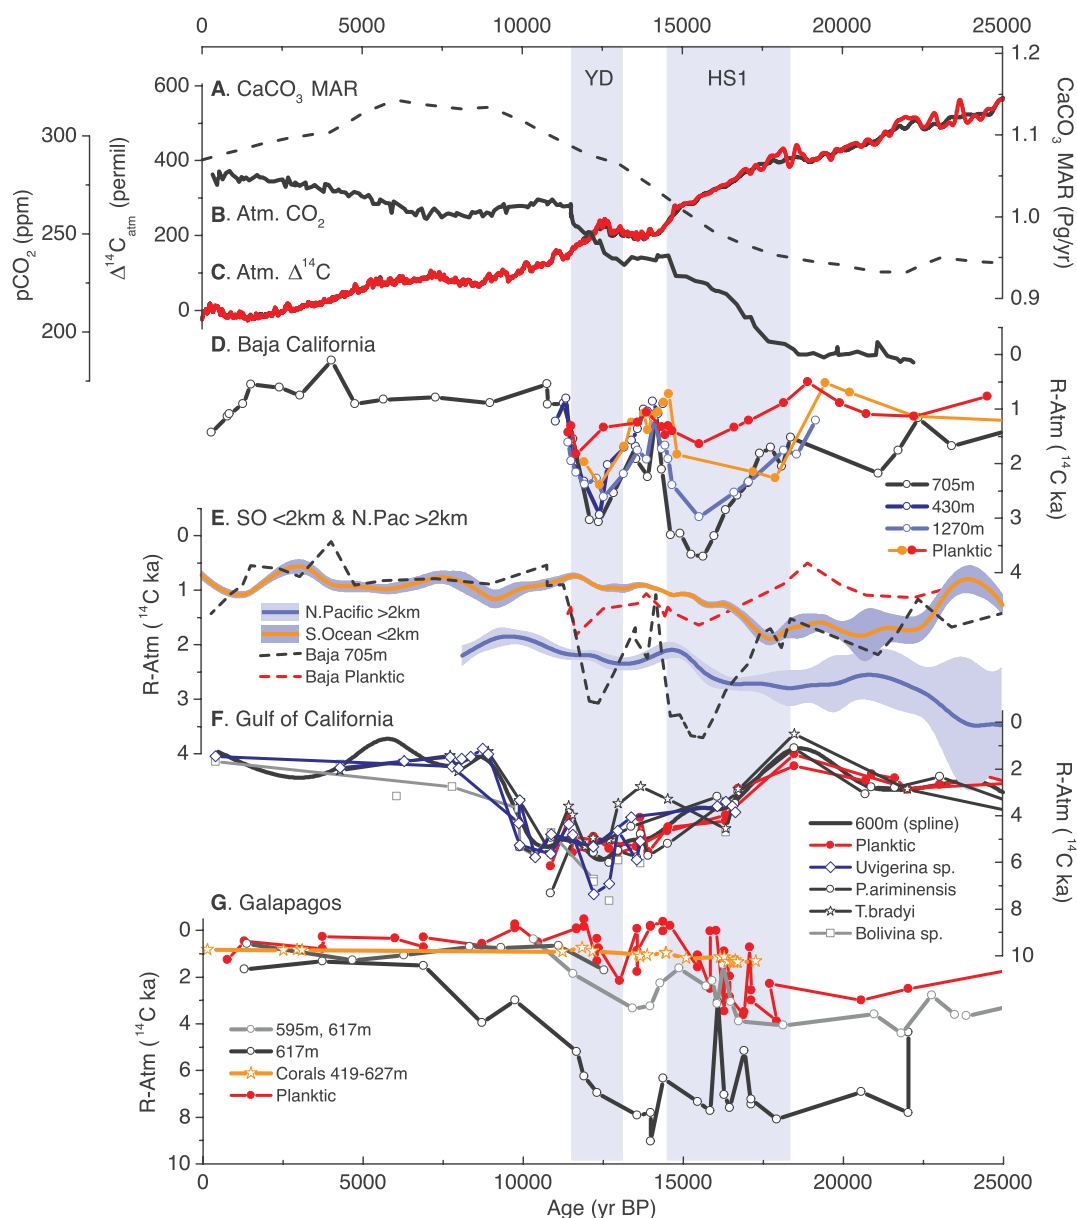 0 5000 10000 15000 20000 25000
YD HS1
A. CaCO3 MAR
B. Atm. CO2
C. Atm. Δ14C
pCO2 (ppm)
300
250
200
Δ14Catm (permil)
600
400
200
0
1.2
1.1
1.0
0.9
CaCO3 MAR (Pg/yr)
D. Baja California
0
1
2
3
4
R-Atm (14C ka)
705m
430m
1270m
Planktic
E. SO <2km & N.Pac >2km
0
1
2
3
4
R-Atm (14C ka)
N.Pacific >2km
S.Ocean <2km
Baja 705m
Baja Planktic
F. Gulf of California
0
2
4
6
8
10
R-Atm (14C ka)
600m (spline)
Planktic
Uvigerina sp.
P.ariminensis
T.bradyi
Bolivina sp.
G. Galapagos
0
2
4
6
8
10
R-Atm (14C ka)
595m, 617m
617m
Corals 419-627m
Planktic
0 5000 10000 15000 20000 25000
Age (yr BP)